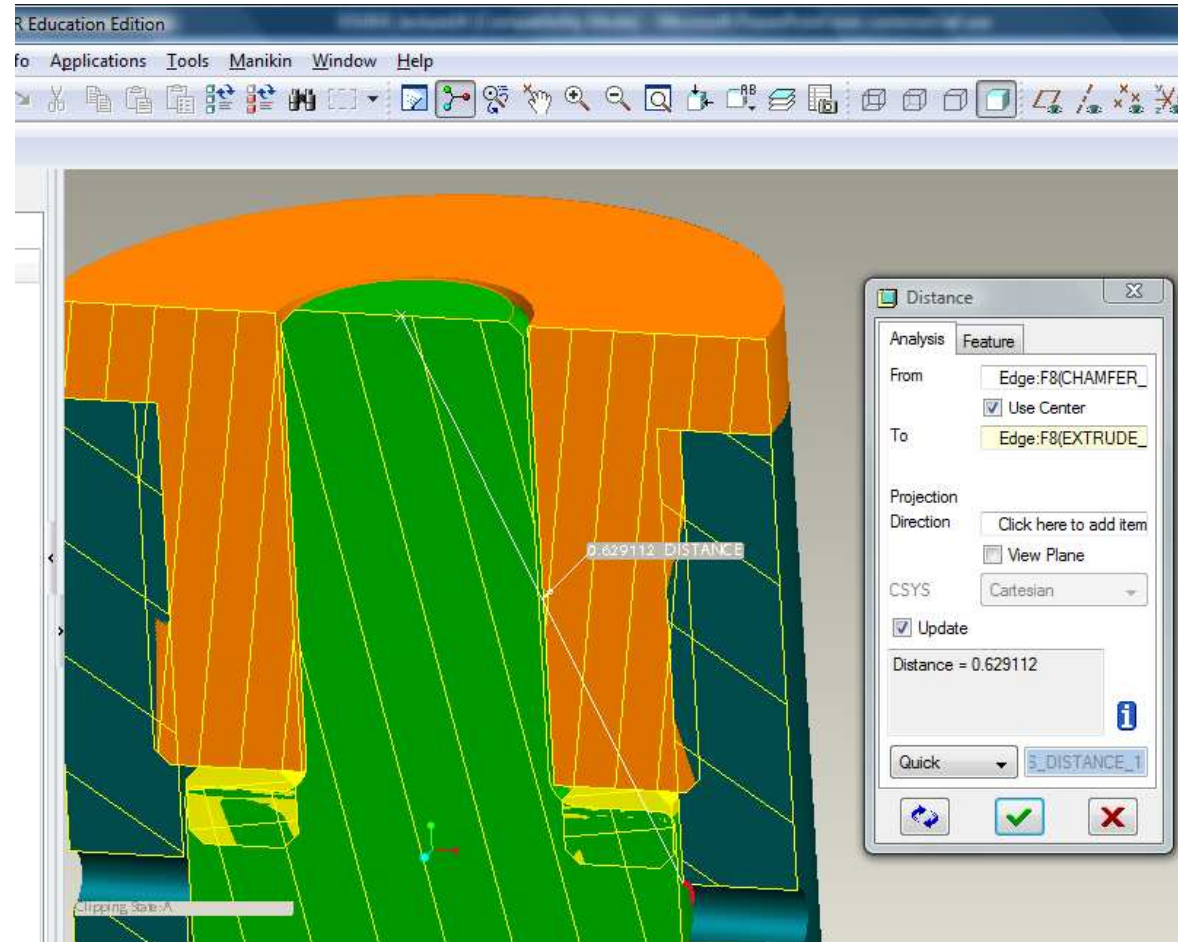 R Education Edition
fo Applications Tools Manikin Window Help
Distance
Analysis Feature
From Edge:F8(CHAMFER_
Use Center
To Edge:F8(EXTRUDE_
Projection
Direction Click here to add item
View Plane
CSYS Cartesian
Update
Distance = 0.629112
Quick S_DISTANCE_1
0.629112 DISTANCE
Clipping State:A